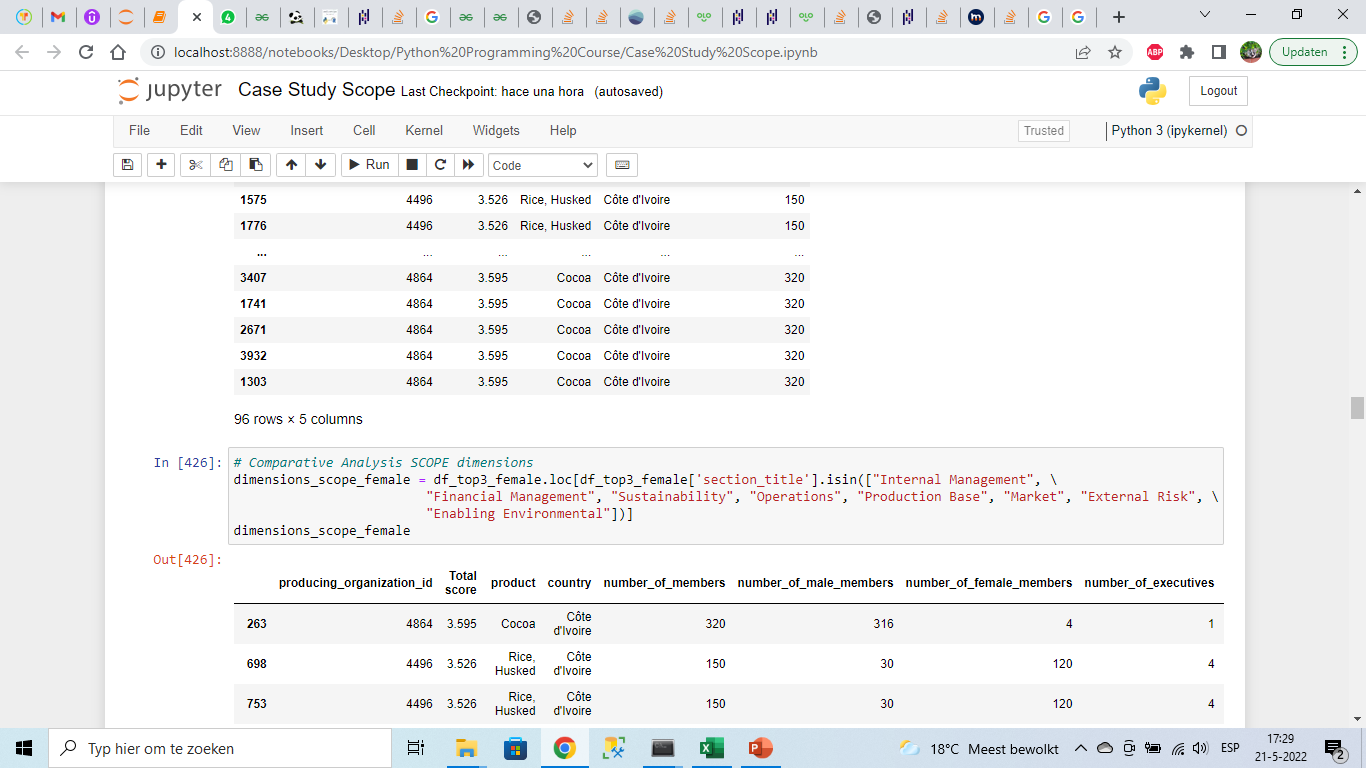 localhost:8888/notebooks/Desktop/Python%20Programming%20Course/Case%20Study%20Scope.ipynb
ABP
Updaten
jupyter Case Study Scope Last Checkpoint: hace una hora (autosaved)
Logout
File Edit View Insert Cell Kernel Widgets Help
Trusted
Python 3 (ipykernel)
Run
Code
1575 4496 3.526 Rice, Husked Côte d'Ivoire 150
1776 4496 3.526 Rice, Husked Côte d'Ivoire 150
... ... ... ... ... ...
3407 4864 3.595 Cocoa Côte d'Ivoire 320
1741 4864 3.595 Cocoa Côte d'Ivoire 320
2671 4864 3.595 Cocoa Côte d'Ivoire 320
3932 4864 3.595 Cocoa Côte d'Ivoire 320
1303 4864 3.595 Cocoa Côte d'Ivoire 320
96 rows × 5 columns
In [426]: # Comparative Analysis SCOPE dimensions
dimensions_scope_female = df_top3_female.loc[df_top3_female['section_title'].isin(["Internal Management", \
"Financial Management", "Sustainability", "Operations", "Production Base", "Market", "External Risk", \
"Enabling Environmental"])]
dimensions_scope_female
Out[426]:
producing_organization_id Total score product country number_of_members number_of_male_members number_of_female_members number_of_executives
263 4864 3.595 Cocoa Côte d'Ivoire 320 316 4 1
698 4496 3.526 Rice, Husked Côte d'Ivoire 150 30 120 4
753 4496 3.526 Rice, Husked Côte d'Ivoire 150 30 120 4
Typ hier om te zoeken
18°C Meest bewolkt
ESP
17:29
21-5-2022
2